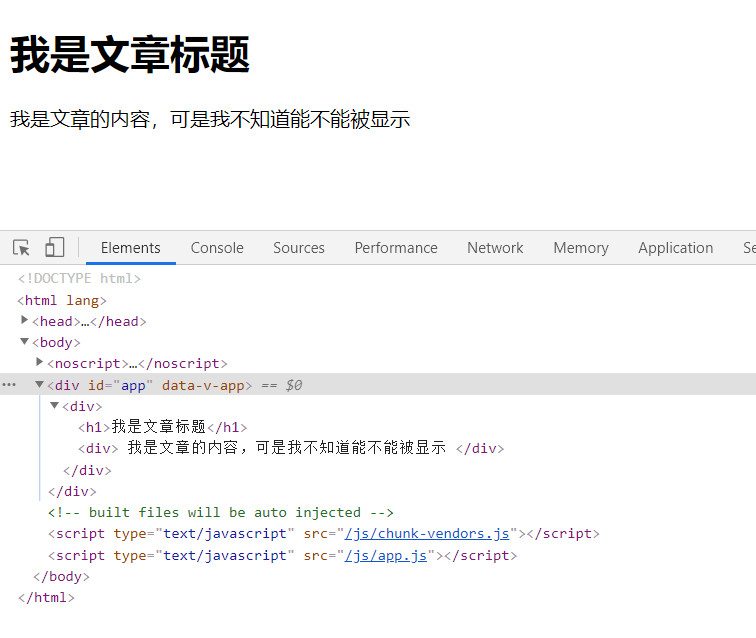 我是文章标题
我是文章的内容，可是我不知道能不能被显示
Elements Console Sources Performance Network Memory Application Se
<!DOCTYPE html>
<html lang>
<head>…</head>
<body>
<noscript>…</noscript>
<div id="app" data-v-app> == $0
<div>
<h1>我是文章标题</h1>
<div> 我是文章的内容，可是我不知道能不能被显示 </div>
</div>
</div>
<!-- built files will be auto injected -->
<script type="text/javascript" src="/js/chunk-vendors.js"></script>
<script type="text/javascript" src="/js/app.js"></script>
</body>
</html>